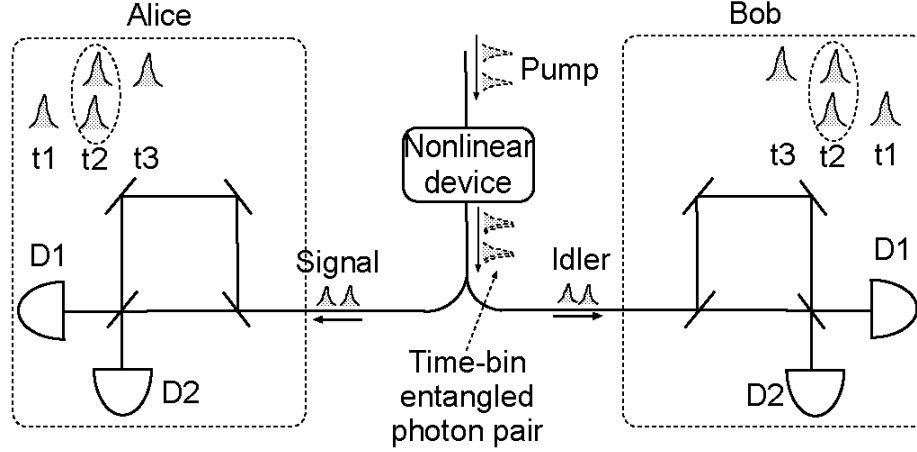 Alice
Bob
Pump
t1 t2 t3
t3 t2 t1
Nonlinear
device
D1
Signal
Idler
D1
D2
Time-bin
entangled
photon pair
D2